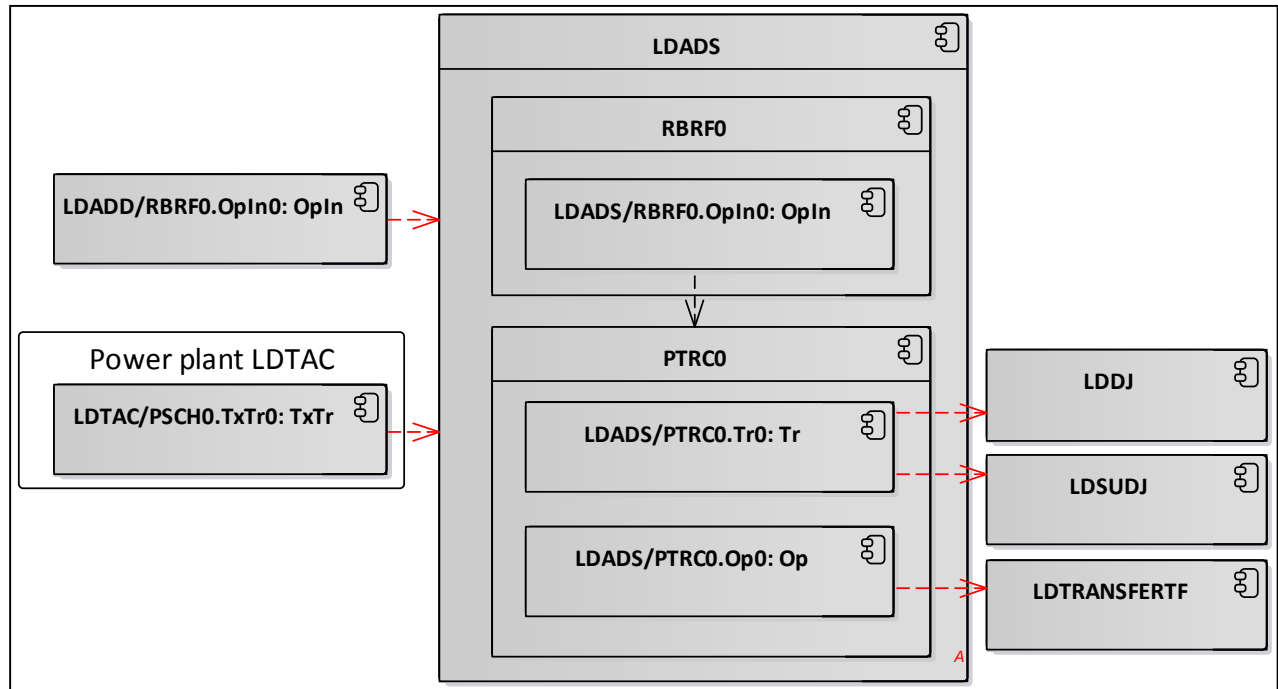 LDADS
RBRF0
LDADD/RBRF0.OpIn0: OpIn
LDADS/RBRF0.OpIn0: OpIn
Power plant LDTAC
LDTAC/PSCH0.TxTr0: TxTr
PTRC0
LDADS/PTRC0.Tr0: Tr
LDADS/PTRC0.Op0: Op
LDDJ
LDSUDJ
LDTRANSFERTF
A